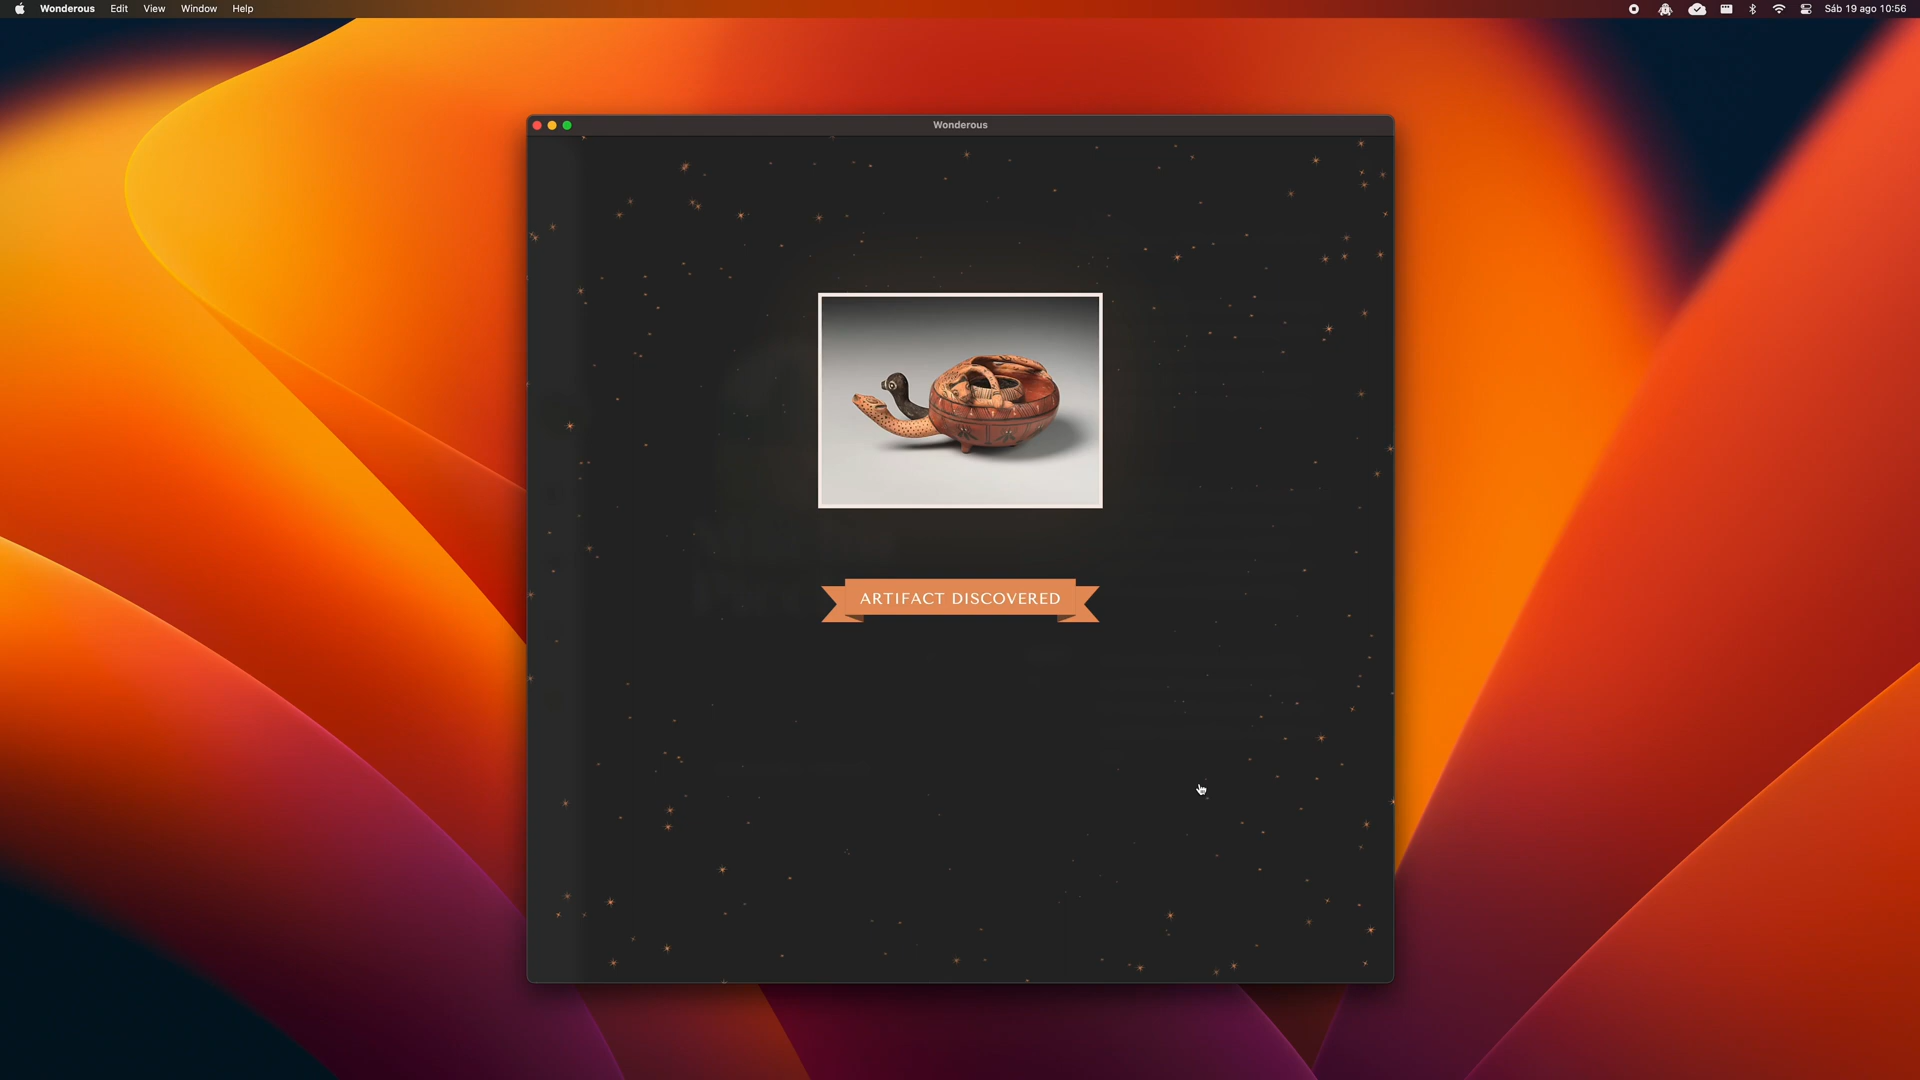 Wonderous Edit View Window Help Sáb 19 ago 10:56
Wonderous
ARTIFACT DISCOVERED